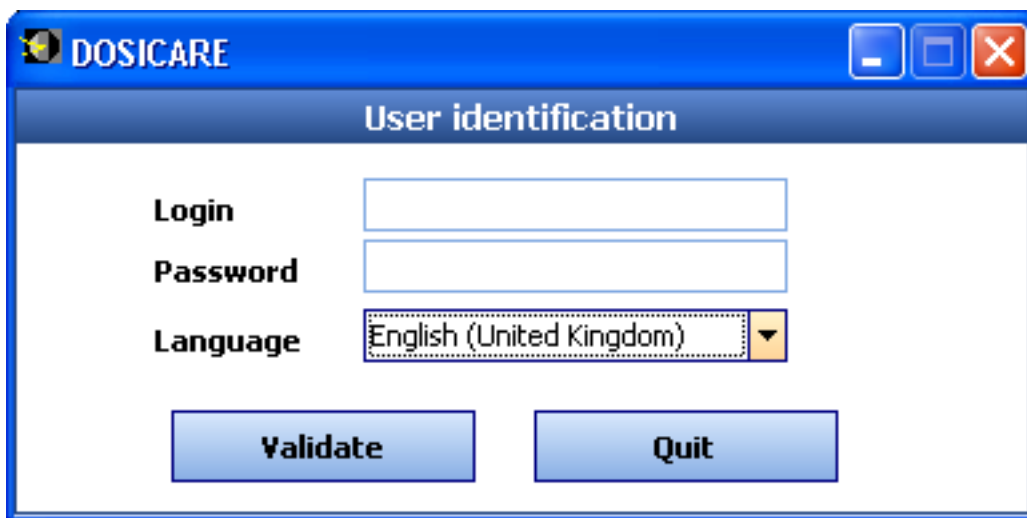 DOSICARE
User identification
Login
Password
Language English (United Kingdom)
Validate Quit